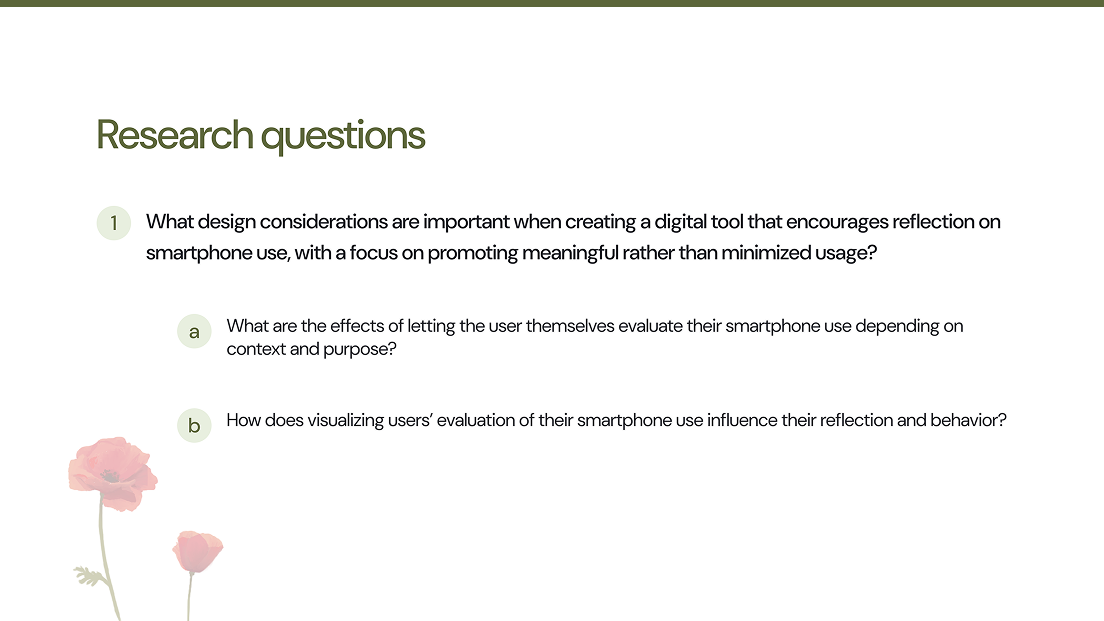 Research questions
1
What design considerations are important when creating a digital tool that encourages reflection on
smartphone use, with a focus on promoting meaningful rather than minimized usage?
a
What are the effects of letting the user themselves evaluate their smartphone use depending on
context and purpose?
b
How does visualizing users’ evaluation of their smartphone use influence their reflection and behavior?